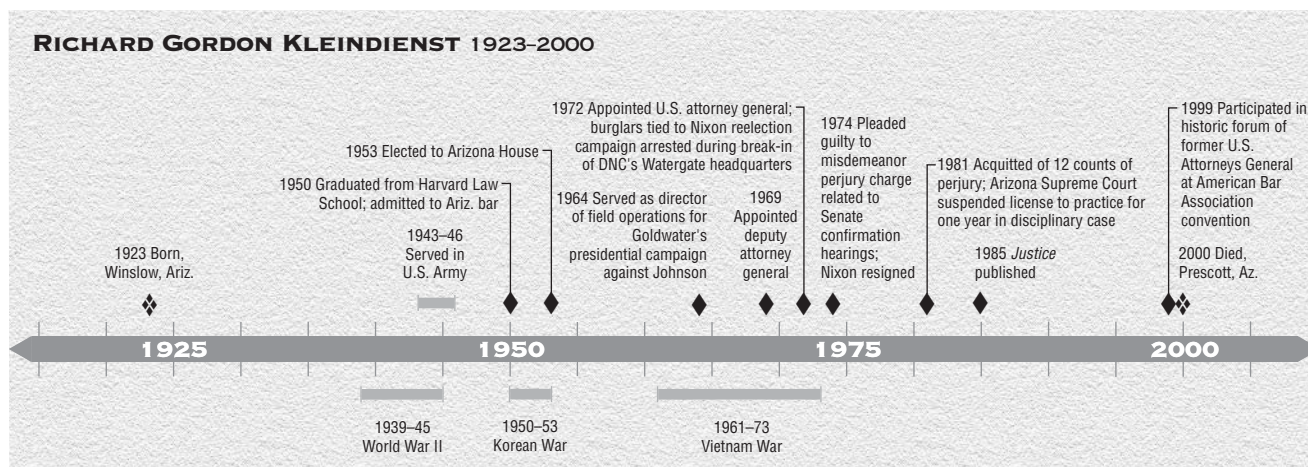 RICHARD GORDON KLEINDIENST 1923–2000
1923 Born,
Winslow, Ariz.
1943–46
Served in
U.S. Army
1950 Graduated from Harvard Law
School; admitted to Ariz. bar
1953 Elected to Arizona House
1964 Served as director
of field operations for
Goldwater's
presidential campaign
against Johnson
1969
Appointed
deputy
attorney
general
1972 Appointed U.S. attorney general;
burglars tied to Nixon reelection
campaign arrested during break-in
of DNC's Watergate headquarters
1974 Pleaded
guilty to
misdemeanor
perjury charge
related to
Senate
confirmation
hearings;
Nixon resigned
1981 Acquitted of 12 counts of
perjury; Arizona Supreme Court
suspended license to practice for
one year in disciplinary case
1985 Justice
published
1999 Participated in
historic forum of
former U.S.
Attorneys General
at American Bar
Association
convention
2000 Died,
Prescott, Az.
1925
1950
1975
2000
1939–45
World War II
1950–53
Korean War
1961–73
Vietnam War